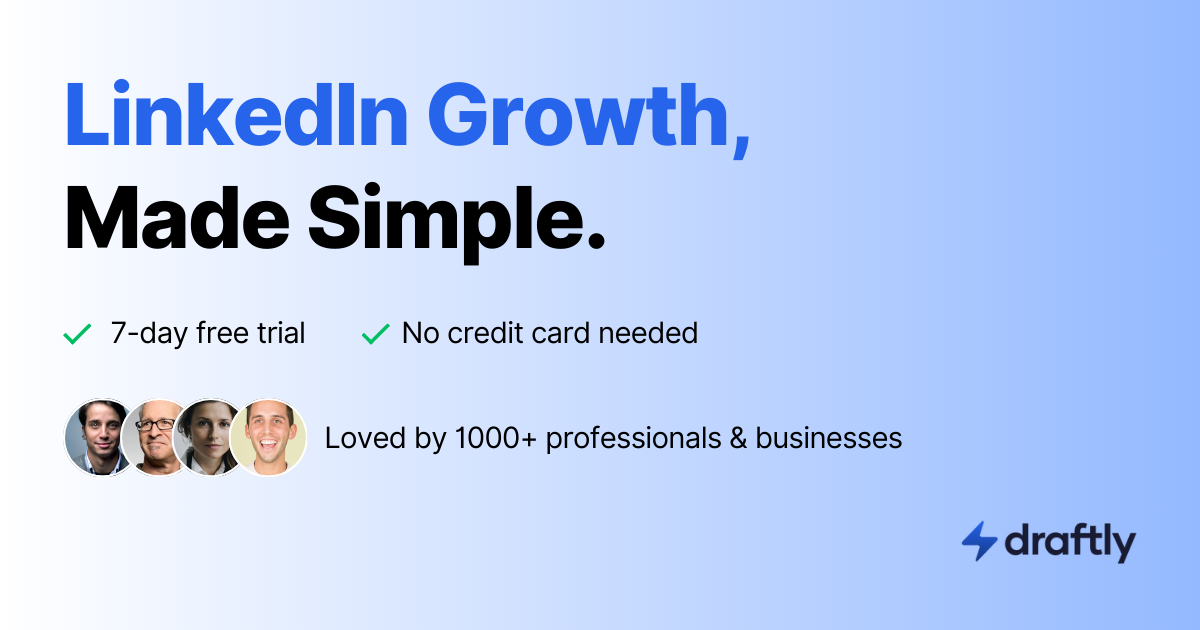 LinkedIn Growth,
Made Simple.
7-day free trial
No credit card needed
Loved by 1000+ professionals & businesses
draftly